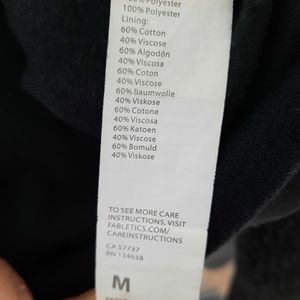 100% Polyester
100% Polyester
Lining:
60% Cotton
40% Viscose
60% Algodón
40% Viscosa
60% Coton
40% Viscose
60% Baumwolle
40% Viskose
60% Cotone
40% Viscosa
60% Katoen
40% Viscose
60% Bomuld
40% Viskose
TO SEE MORE CARE
INSTRUCTIONS, VISIT
FABLETICS.COM/
CAREINSTRUCTIONS
CA 57737
RN 134638
M